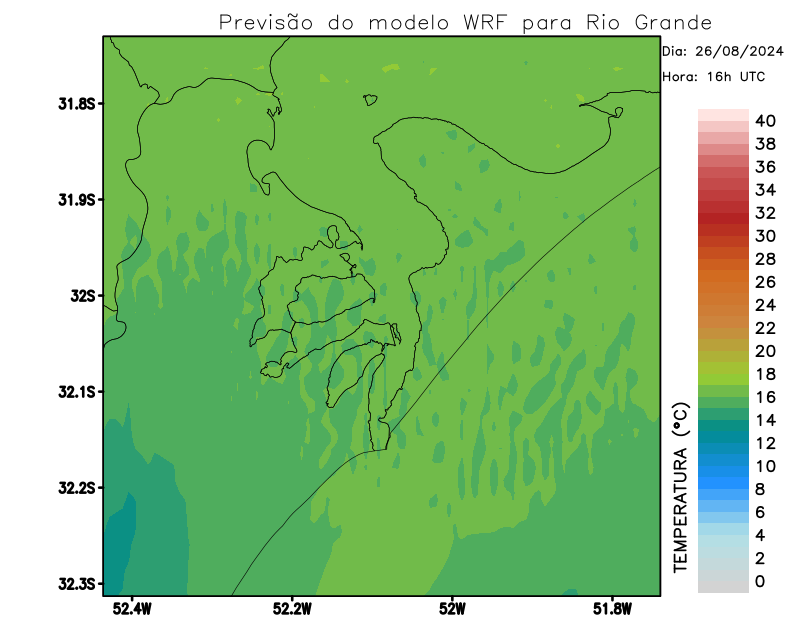 Previsão do modelo WRF para Rio Grande
Dia: 26/08/2024
Hora: 16h UTC
31.8S
31.9S
32S
32.1S
32.2S
32.3S
52.4W
52.2W
52W
51.8W
TEMPERATURA (°C)
40
38
36
34
32
30
28
26
24
22
20
18
16
14
12
10
8
6
4
2
0